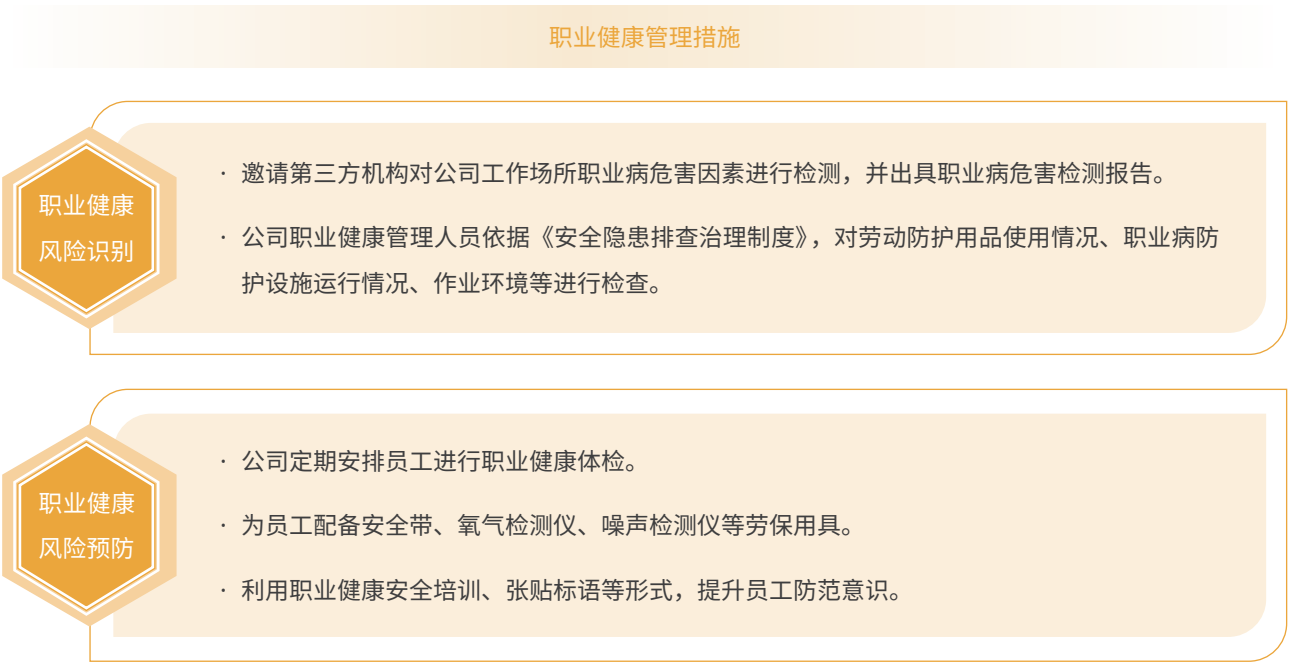 职业健康管理措施
职业健康
风险识别
· 邀请第三方机构对公司工作场所职业病危害因素进行检测，并出具职业病危害检测报告。
· 公司职业健康管理人员依据《安全隐患排查治理制度》，对劳动防护用品使用情况、职业病防
护设施运行情况、作业环境等进行检查。
职业健康
风险预防
· 公司定期安排员工进行职业健康体检。
· 为员工配备安全带、氧气检测仪、噪声检测仪等劳保用具。
· 利用职业健康安全培训、张贴标语等形式，提升员工防范意识。